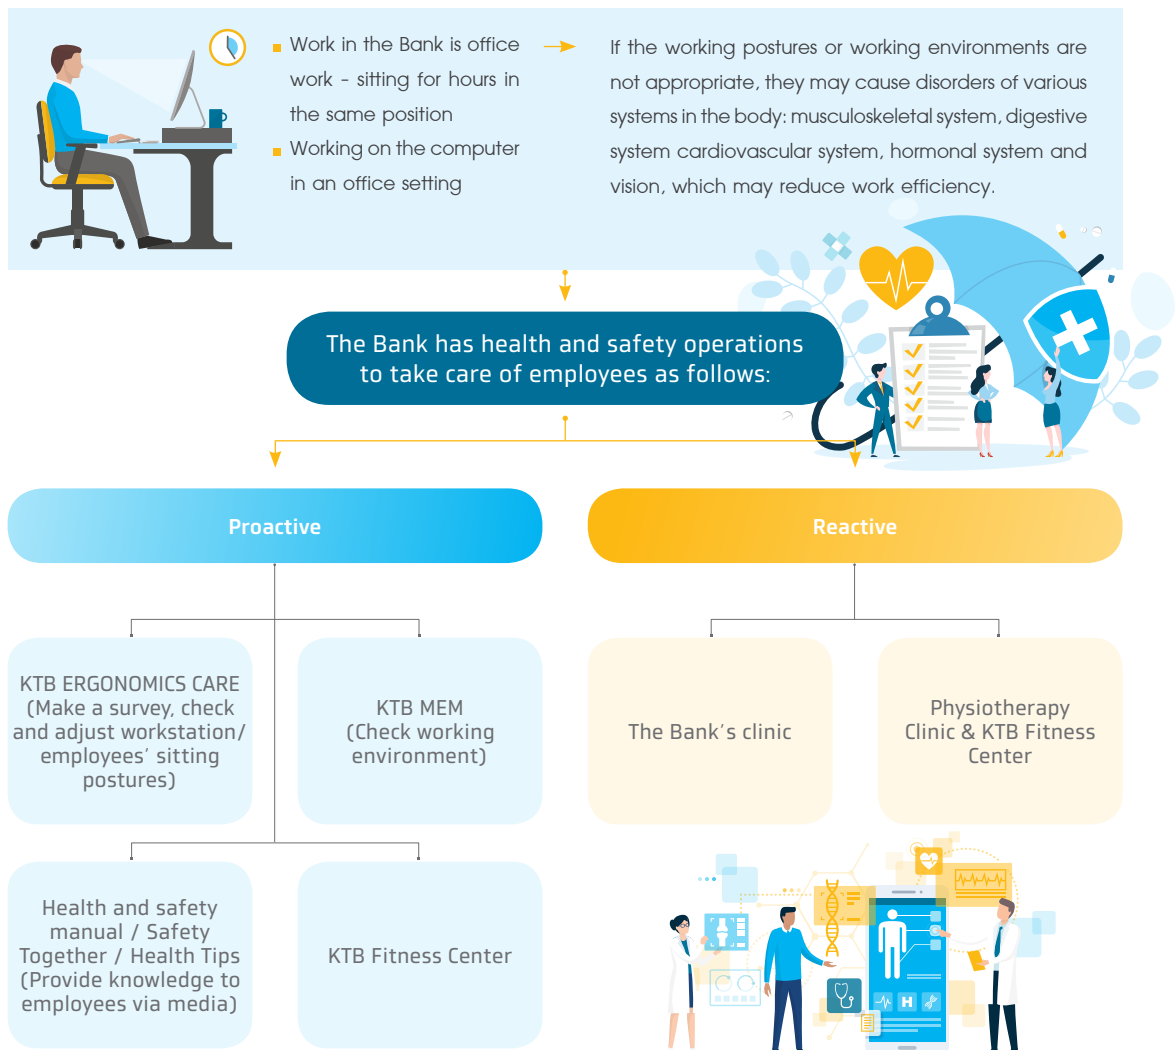 Work in the Bank is office
work - sitting for hours in
the same position
Working on the computer
in an office setting
If the working postures or working environments are
not appropriate, they may cause disorders of various
systems in the body: musculoskeletal system, digestive
system cardiovascular system, hormonal system and
vision, which may reduce work efficiency.
The Bank has health and safety operations
to take care of employees as follows:
Proactive
Reactive
KTB ERGONOMICS CARE
(Make a survey, check
and adjust workstation/
employees' sitting
postures)
KTB MEM
(Check working
environment)
The Bank's clinic
Physiotherapy
Clinic & KTB Fitness
Center
Health and safety
manual / Safety
Together / Health Tips
(Provide knowledge to
employees via media)
KTB Fitness Center
H